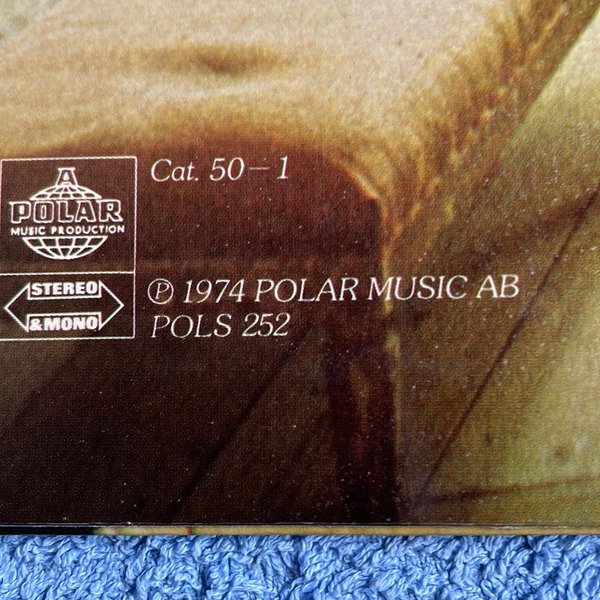 A
POLAR
MUSIC PRODUCTION
STEREO
& MONO
Cat. 50–1
Ⓟ 1974 POLAR MUSIC AB
POLS 252